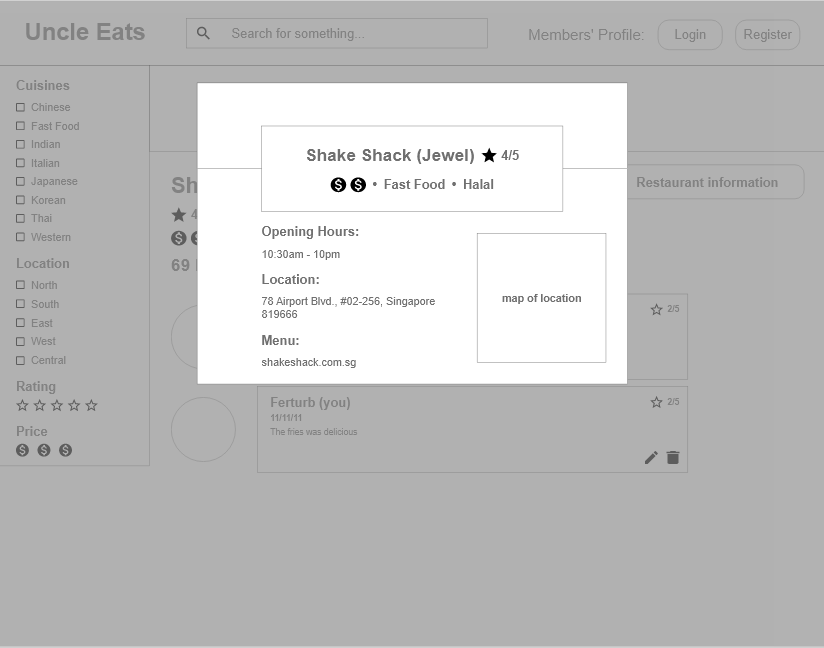 Uncle Eats
Search for something...
Members' Profile:
Login
Register
Cuisines
Chinese
Fast Food
Indian
Italian
Japanese
Korean
Thai
Western
Location
North
South
East
West
Central
Rating
Price
Sh
4
69
Restaurant information
Shake Shack (Jewel) ★ 4/5
• Fast Food • Halal
Opening Hours:
10:30am - 10pm
Location:
78 Airport Blvd., #02-256, Singapore
819666
Menu:
shakeshack.com.sg
map of location
2/5
Ferturb (you)
11/11/11
The fries was delicious
2/5